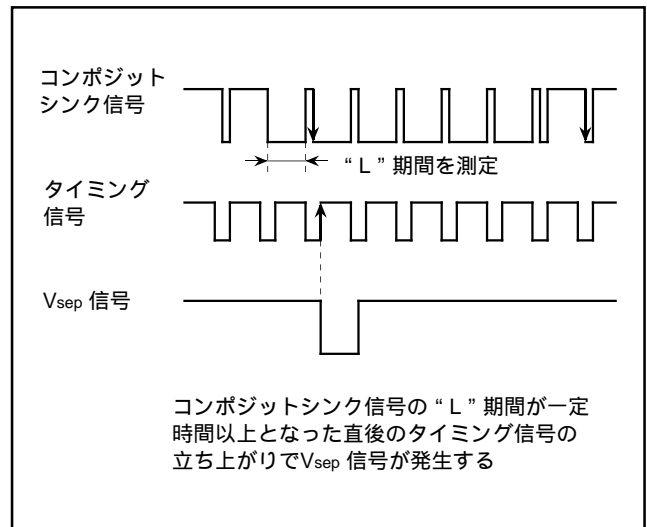 コンポジット
シンク信号
“L”期間を測定
タイミング
信号
Vsep 信号
コンポジットシンク信号の“L”期間が一定
時間以上となった直後のタイミング信号の
立ち上がりでVsep 信号が発生する